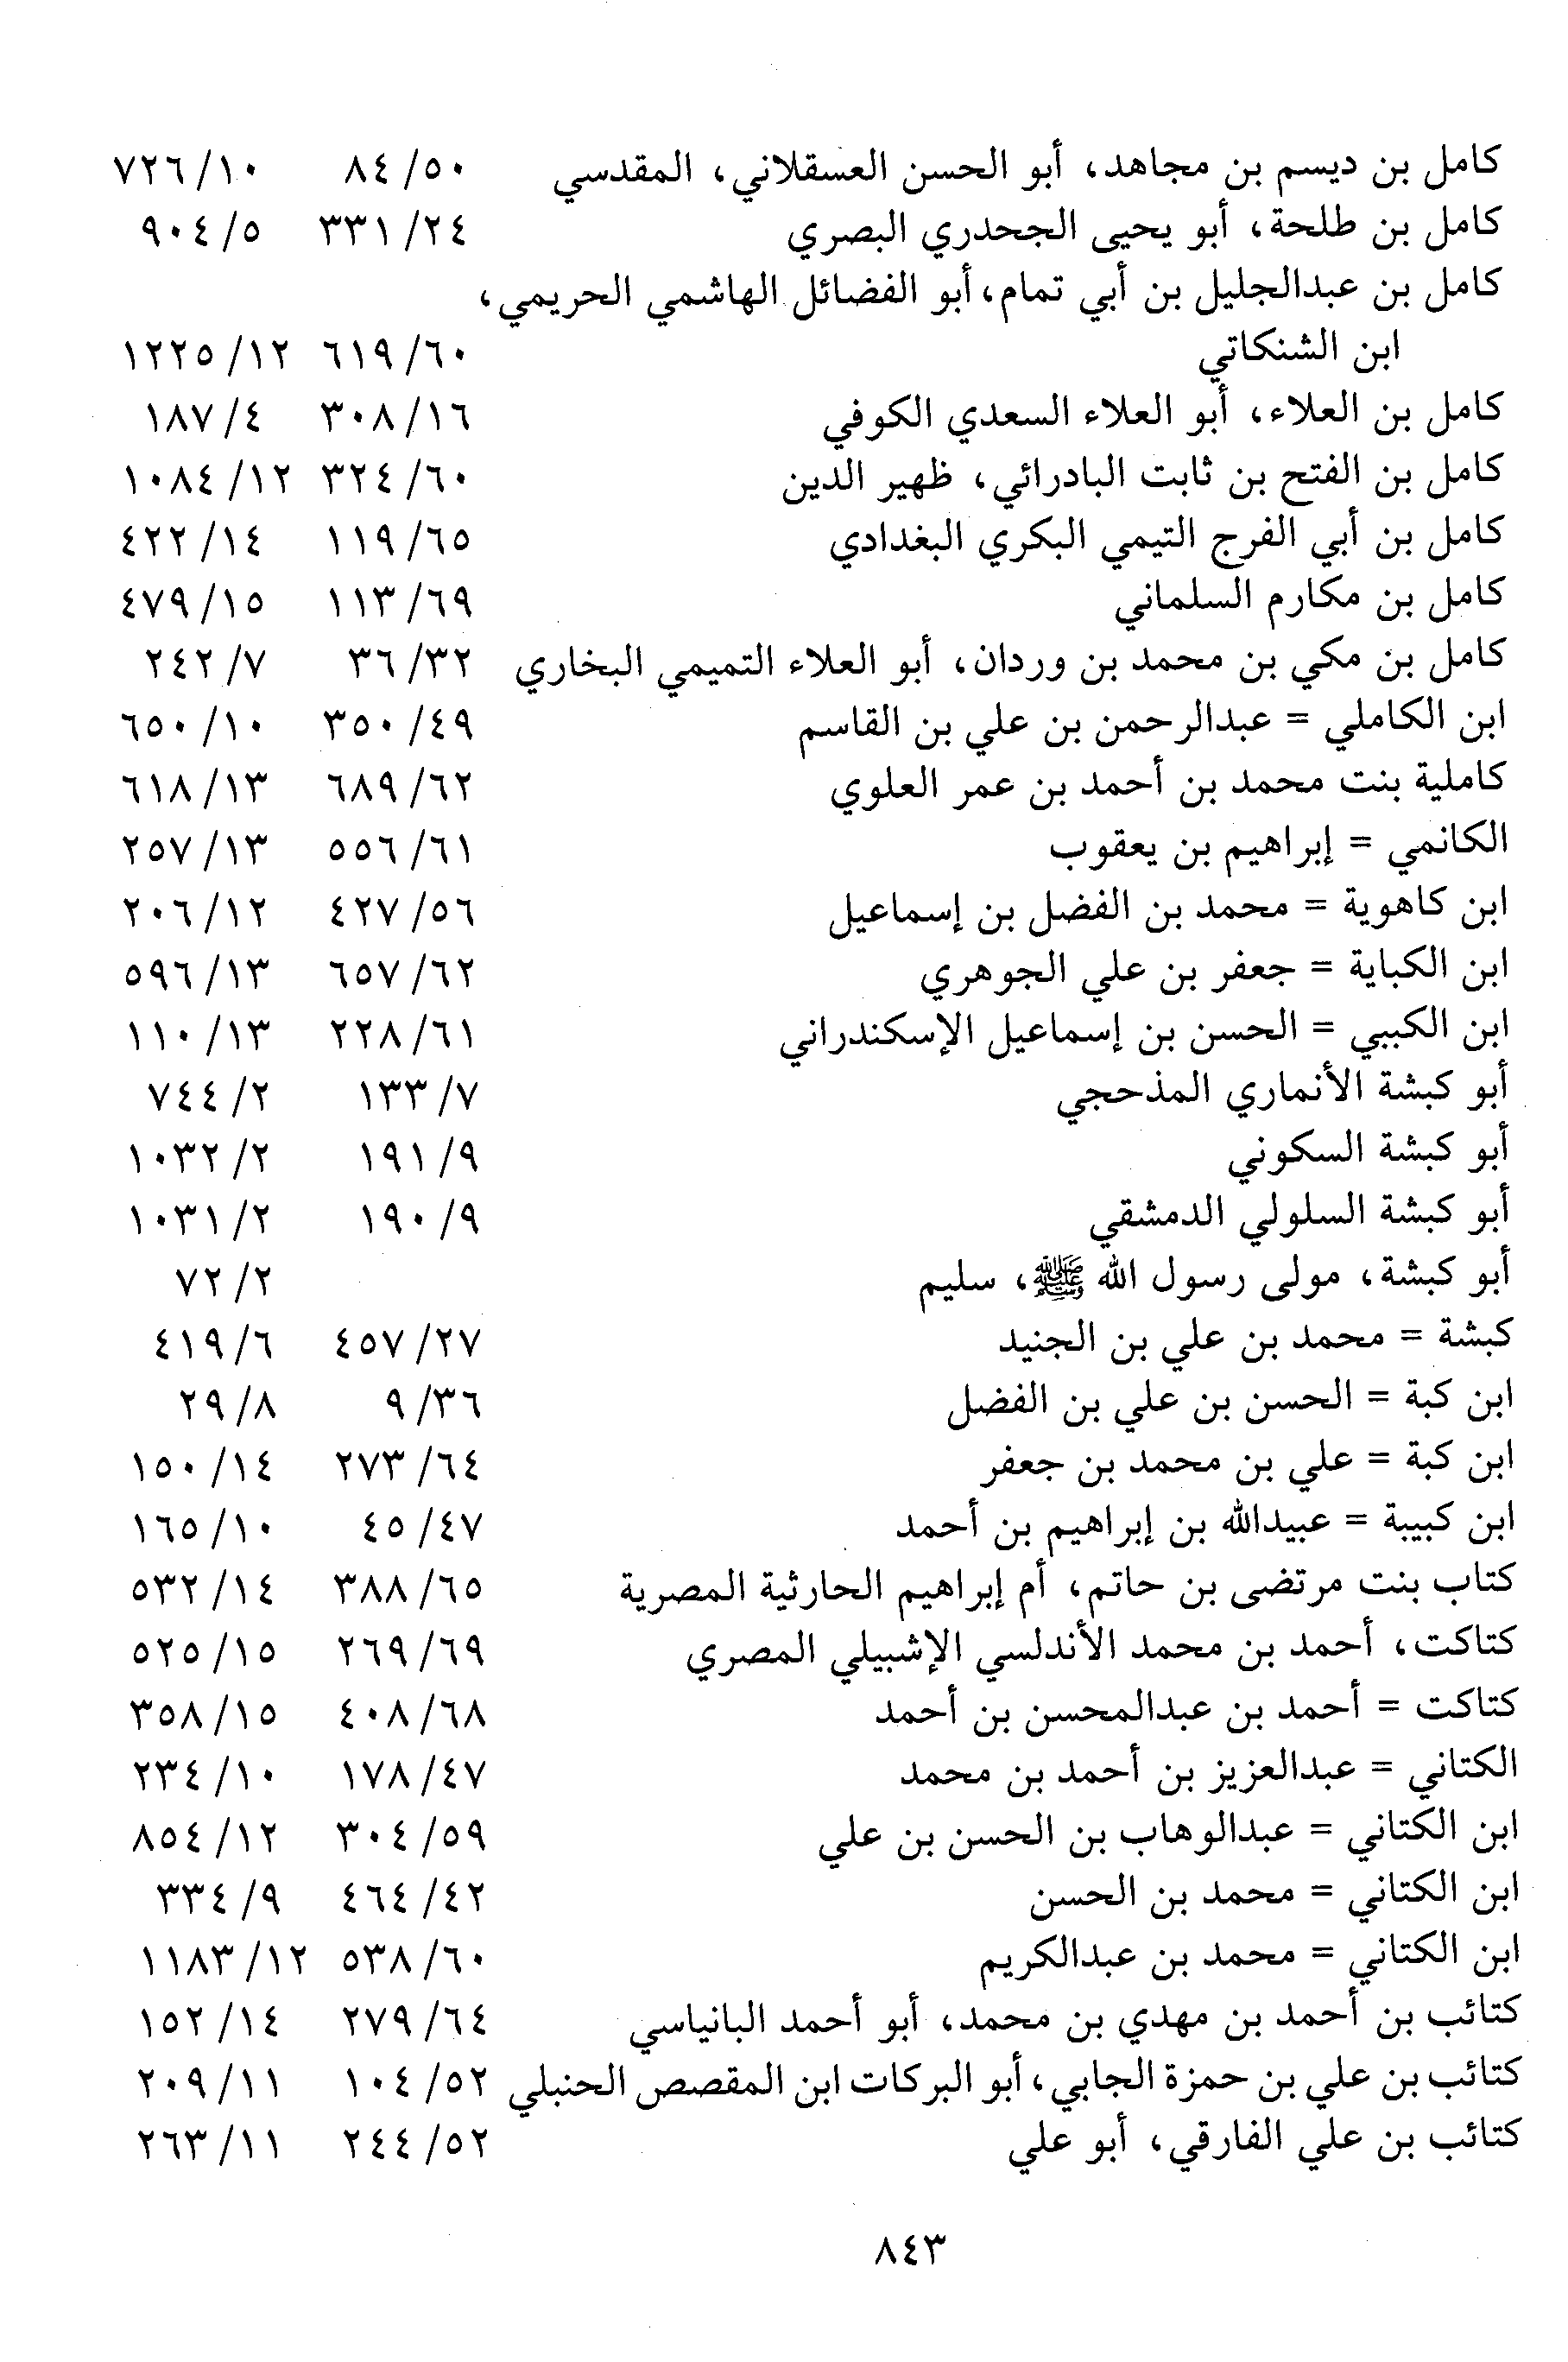 كامل بن ديسم بن مجاهد، أبو الحسن العسقلاني، المقدسي ٥٠/ ٨٤ ١٠/ ٧٢٦
كامل بن طلحة، أبو يحيى الجحدري البصري ٢٤/ ٣٣١ ٥/ ٩٠٤
كامل بن عبدالجليل بن أبي تمام، أبو الفضائل الهاشمي الحريمي،
ابن الشنكاتي ٦٠/ ٦١٩ ١٢/ ١٢٢٥
كامل بن العلاء، أبو العلاء السعدي الكوفي ١٦/ ٣٠٨ ٤/ ١٨٧
كامل بن الفتح بن ثابت البادرائي، ظهير الدين ٦٠/ ٣٢٤ ١٢/ ١٠٨٤
كامل بن أبي الفرج التيمي البكري البغدادي ٦٥/ ١١٩ ١٤/ ٤٢٢
كامل بن مكارم السلماني ٦٩/ ١١٣ ١٥/ ٤٧٩
كامل بن مكي بن محمد بن وردان، أبو العلاء التميمي البخاري ٣٢/ ٣٦ ٧/ ٢٤٢
ابن الكاملي = عبدالرحمن بن علي بن القاسم ٤٩/ ٣٥٠ ١٠/ ٦٥٠
كاملية بنت محمد بن أحمد بن عمر العلوي ٦٢/ ٦٨٩ ١٣/ ٦١٨
الكانمي = إبراهيم بن يعقوب ٦١/ ٥٥٦ ١٣/ ٢٥٧
ابن كاهوية = محمد بن الفضل بن إسماعيل ٥٦/ ٤٢٧ ١٢/ ٢٠٦
ابن الكباية = جعفر بن علي الجوهري ٦٢/ ٦٥٧ ١٣/ ٥٩٦
ابن الكببي = الحسن بن إسماعيل الإسكندراني ٦١/ ٢٢٨ ١٣/ ١١٠
أبو كبشة الأنماري المذحجي ٧/ ١٣٣ ٢/ ٧٤٤
أبو كبشة السكوني ٩/ ١٩١ ٢/ ١٠٣٢
أبو كبشة السلولي الدمشقي ٩/ ١٩٠ ٢/ ١٠٣١
أبو كبشة، مولى رسول الله ﷺ، سليم ٢/ ٧٢
كبشة = محمد بن علي بن الجنيد ٢٧/ ٤٥٧ ٦/ ٤١٩
ابن كبة = الحسن بن علي بن الفضل ٣٦/ ٩ ٨/ ٢٩
ابن كبة = علي بن محمد بن جعفر ٦٤/ ٢٧٣ ١٤/ ١٥٠
ابن كبيبة = عبيدالله بن إبراهيم بن أحمد ٤٧/ ٤٥ ١٠/ ١٦٥
كتاب بنت مرتضى بن حاتم، أم إبراهيم الحارثية المصرية ٦٥/ ٣٨٨ ١٤/ ٥٣٢
كتاكت، أحمد بن محمد الأندلسي الإشبيلي المصري ٦٩/ ٢٦٩ ١٥/ ٥٢٥
كتاكت = أحمد بن عبدالمحسن بن أحمد ٦٨/ ٤٠٨ ١٥/ ٣٥٨
الكتاني = عبدالعزيز بن أحمد بن محمد ٤٧/ ١٧٨ ١٠/ ٢٣٤
ابن الكتاني = عبدالوهاب بن الحسن بن علي ٥٩/ ٣٠٤ ١٢/ ٨٥٤
ابن الكتاني = محمد بن الحسن ٤٢/ ٤٦٤ ٩/ ٣٣٤
ابن الكتاني = محمد بن عبدالكريم ٦٠/ ٥٣٨ ١٢/ ١١٨٣
كتائب بن أحمد بن مهدي بن محمد، أبو أحمد البانياسي ٦٤/ ٢٧٩ ١٤/ ١٥٢
كتائب بن علي بن حمزة الجابي، أبو البركات ابن المقصص الحنبلي ٥٢/ ١٠٤ ١١/ ٢٠٩
كتائب بن علي الفارقي، أبو علي ٥٢/ ٢٤٤ ١١/ ٢٦٣
٨٤٣